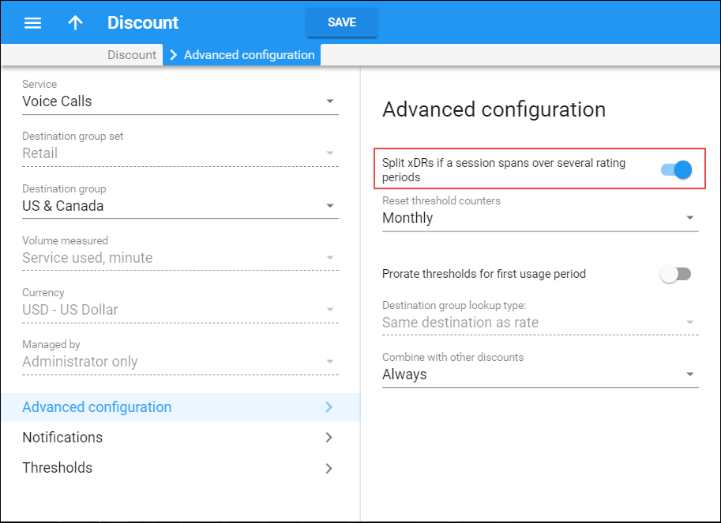 Discount
SAVE
Discount
Advanced configuration
Service
Voice Calls
Destination group set
Retail
Destination group
US & Canada
Volume measured
Service used, minute
Currency
USD - US Dollar
Managed by
Administrator only
Advanced configuration
Notifications
Thresholds
Advanced configuration
Split xDRs if a session spans over several rating
periods
Reset threshold counters
Monthly
Prorate thresholds for first usage period
Destination group lookup type:
Same destination as rate
Combine with other discounts
Always